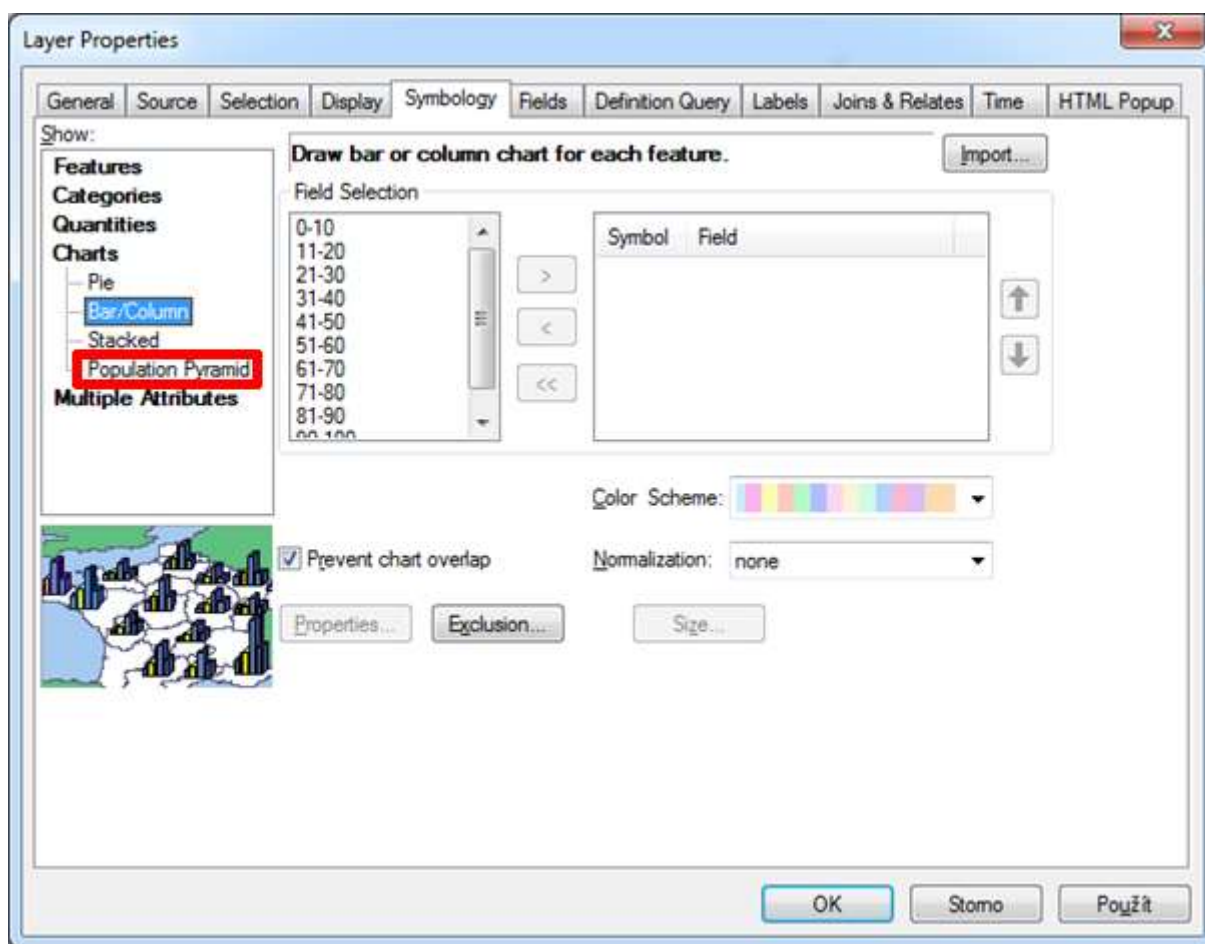 Layer Properties
General Source Selection Display Symbology Fields Definition Query Labels Joins & Relates Time HTML Popup
Show:
Features
Categories
Quantities
Charts
Pie
Bar/Column
Stacked
Population Pyramid
Multiple Attributes
Draw bar or column chart for each feature.
Import...
Field Selection
0-10
11-20
21-30
31-40
41-50
51-60
61-70
71-80
81-90
>
<
<<
Symbol Field
Color Scheme:
Prevent chart overlap
Normalization: none
Properties...
Exclusion...
Size...
OK Storno Použít